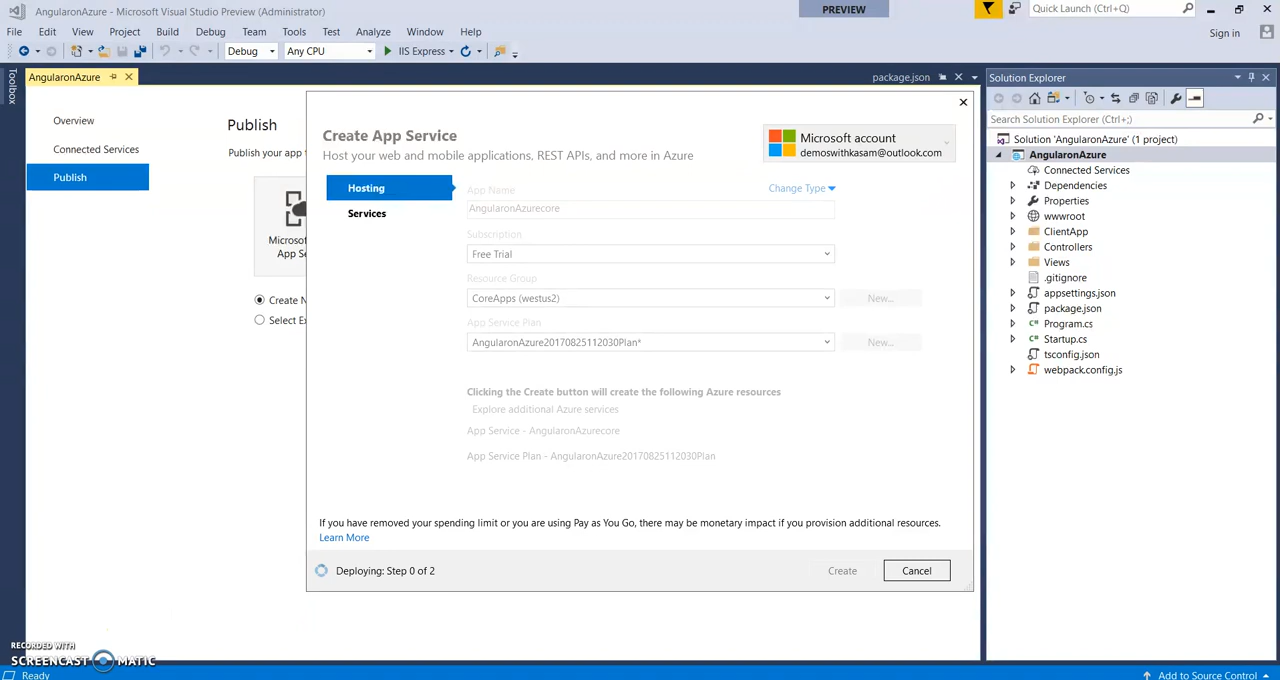 AngularonAzure - Microsoft Visual Studio Preview (Administrator)
PREVIEW
Quick Launch (Ctrl+Q)
File Edit View Project Build Debug Team Tools Test Analyze Window Help
Sign in
Debug Any CPU IIS Express
Toolbox
AngularonAzure
package.json
Overview
Connected Services
Publish
Publish
Publish your app
Microsof
App Se
Create N
Select Ex
Create App Service
Host your web and mobile applications, REST APIs, and more in Azure
Microsoft account
demoswithkasam@outlook.com
Hosting
Services
Change Type
App Name
AngularonAzurecore
Subscription
Free Trial
Resource Group
CoreApps (westus2)
New...
App Service Plan
AngularonAzure20170825112030Plan*
New...
Clicking the Create button will create the following Azure resources
Explore additional Azure services
App Service - AngularonAzurecore
App Service Plan - AngularonAzure20170825112030Plan
If you have removed your spending limit or you are using Pay as You Go, there may be monetary impact if you provision additional resources.
Learn More
Deploying: Step 0 of 2
Create
Cancel
Solution Explorer
Search Solution Explorer (Ctrl+;)
Solution 'AngularonAzure' (1 project)
AngularonAzure
Connected Services
Dependencies
Properties
wwwroot
ClientApp
Controllers
Views
.gitignore
appsettings.json
package.json
C# Program.cs
C# Startup.cs
tsconfig.json
webpack.config.js
RECORDED WITH
SCREENCAST MATIC
Ready
Add to Source Control